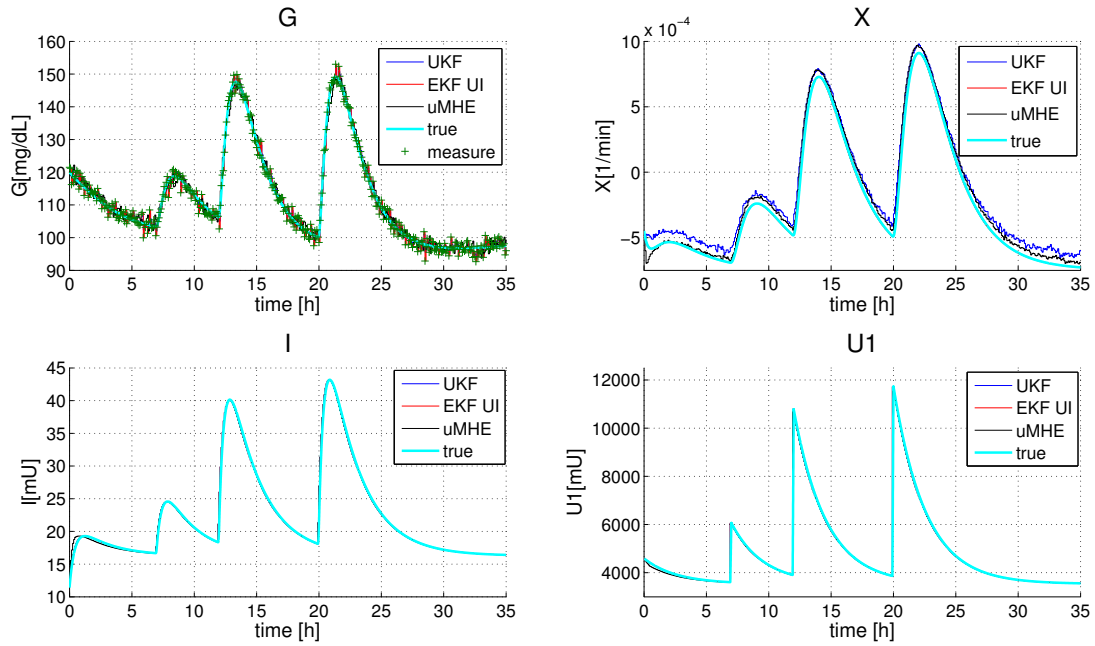 G
G[mg/dL]
160
150
140
130
120
110
100
90
0 5 10 15 20 25 30 35
time [h]
UKF
EKF UI
uMHE
true
measure
X
x 10⁻⁴
X[1/min]
10
5
0
−5
0 5 10 15 20 25 30 35
time [h]
UKF
EKF UI
uMHE
true
I
I[mU]
45
40
35
30
25
20
15
10
0 5 10 15 20 25 30 35
time [h]
UKF
EKF UI
uMHE
true
U1
U1[mU]
12000
10000
8000
6000
4000
0 5 10 15 20 25 30 35
time [h]
UKF
EKF UI
uMHE
true